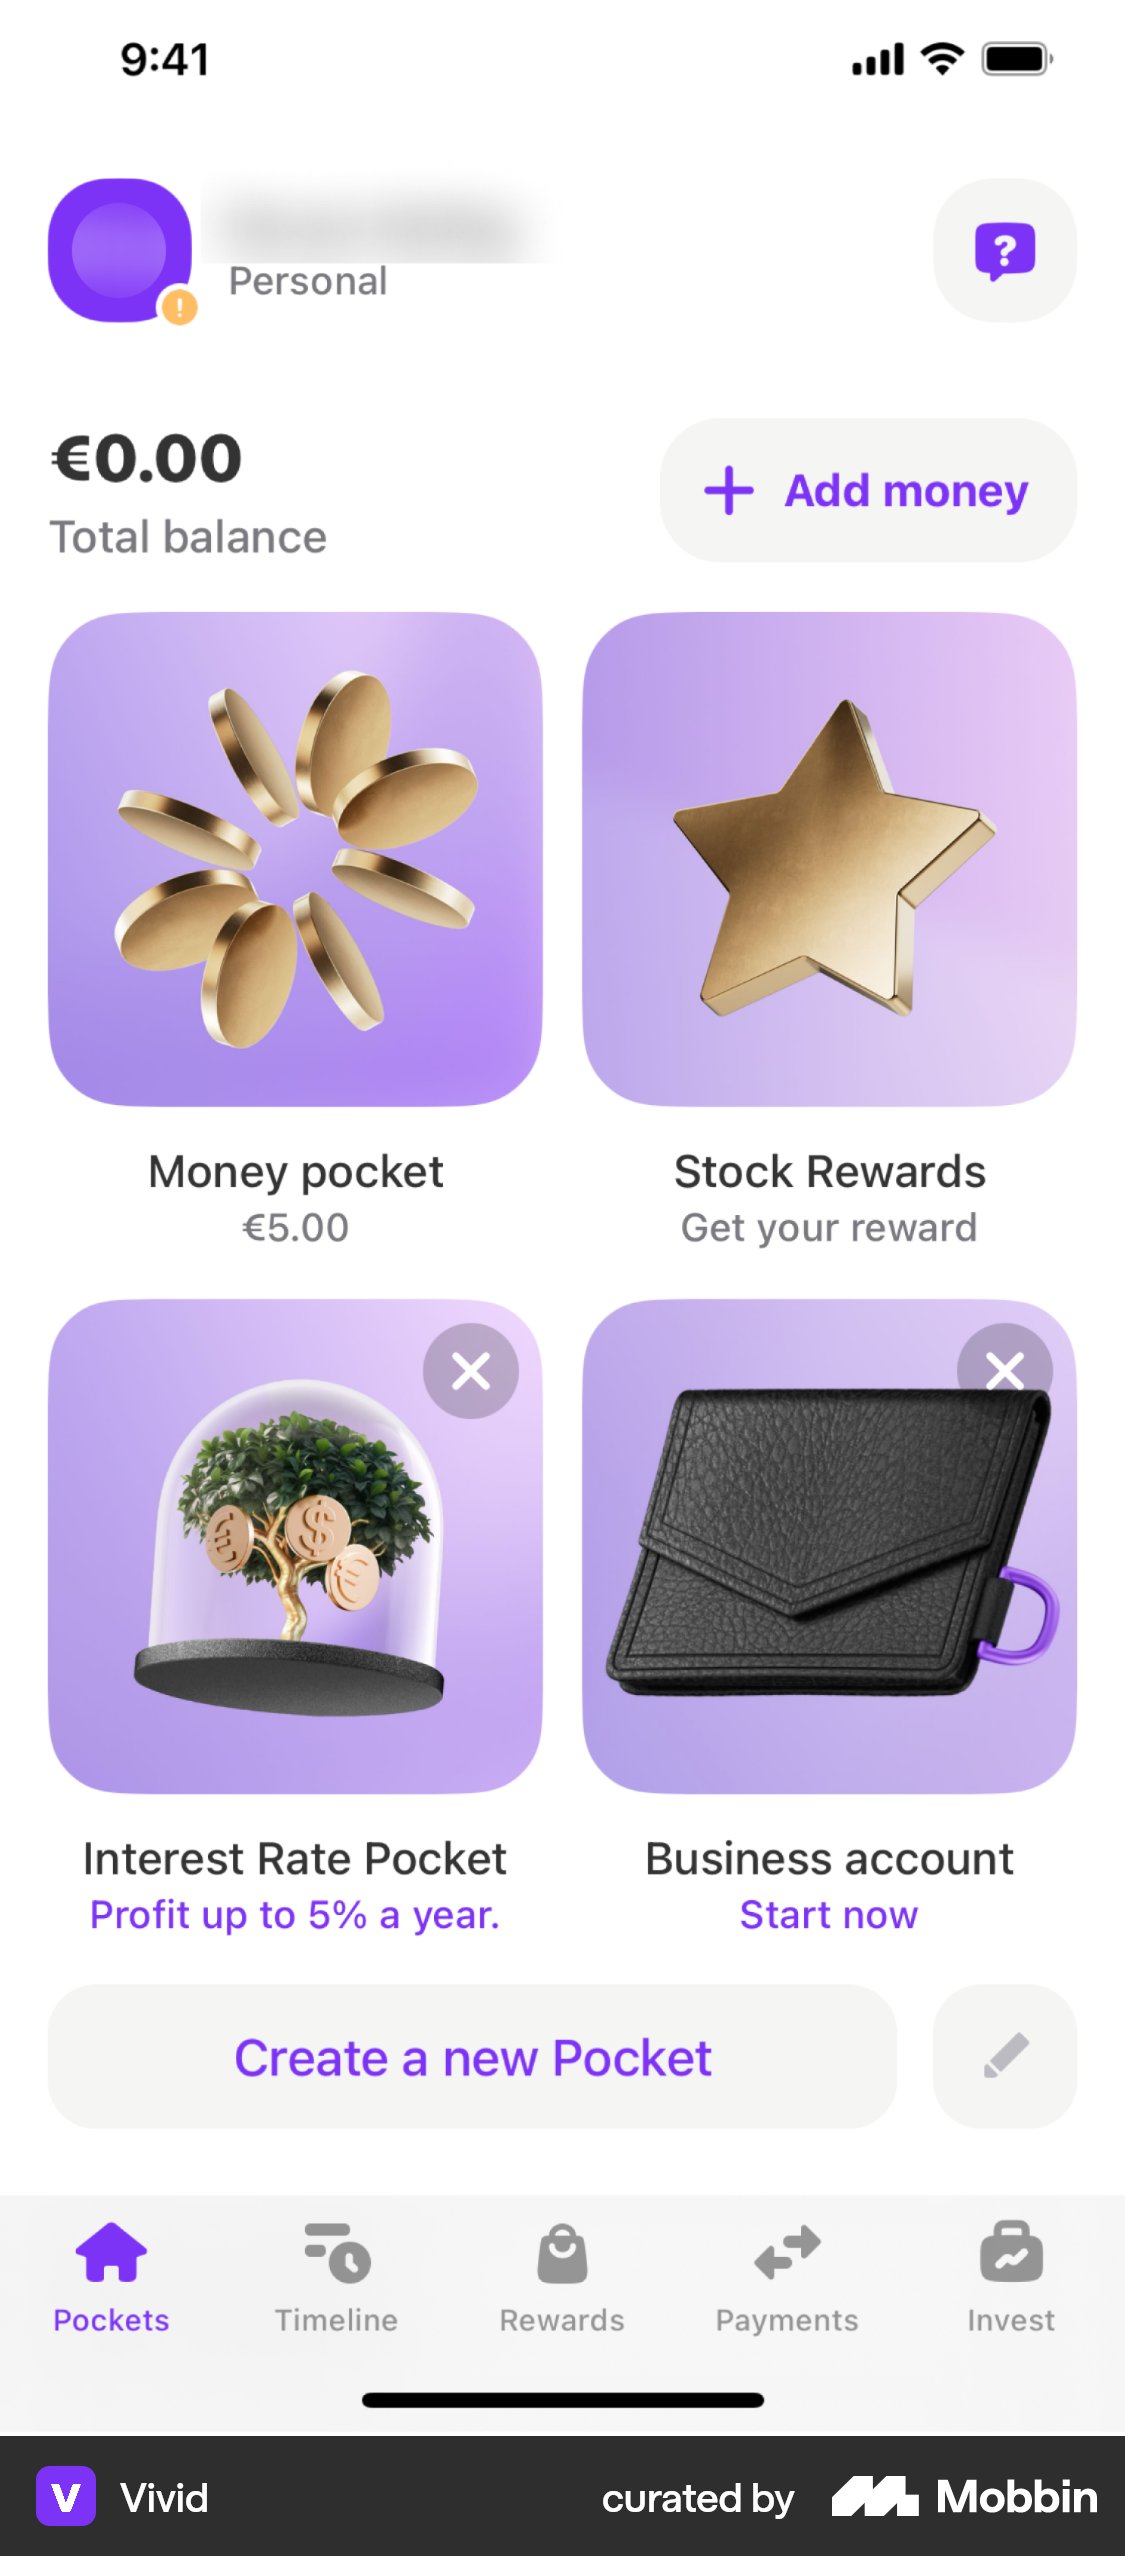 9:41
Personal
€0.00
Total balance
+ Add money
Money pocket
€5.00
Stock Rewards
Get your reward
Interest Rate Pocket
Profit up to 5% a year.
Business account
Start now
Create a new Pocket
Pockets
Timeline
Rewards
Payments
Invest
V Vivid
curated by Mobbin